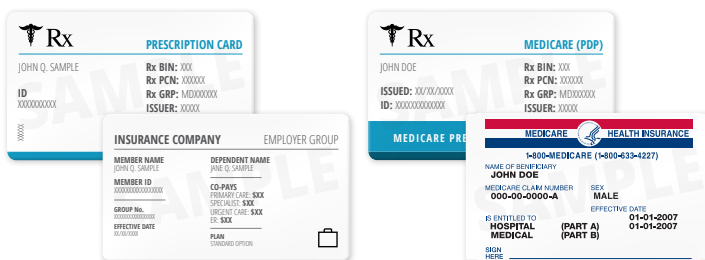 Rx
PRESCRIPTION CARD
JOHN Q. SAMPLE
ID
XXXXXXXXXX
Rx BIN: XXX
Rx PCN: XXXXXX
Rx GRP: MDXXXXXX
ISSUER: XXXXX
SAMPLE
INSURANCE COMPANY
EMPLOYER GROUP
MEMBER NAME
JOHN Q. SAMPLE
MEMBER ID
GROUP No.
EFFECTIVE DATE
XX/XX/XXXX
DEPENDENT NAME
JANE Q. SAMPLE
CO-PAYS
PRIMARY CARE: $XX
SPECIALIST: $XX
URGENT CARE: $XX
ER: $XX
PLAN
STANDARD OPTION
SAMPLE
Rx
MEDICARE (PDP)
JOHN DOE
ISSUED: XX/XX/XXXX
ID: XXXXXXXXXXXXX
Rx BIN: XXX
Rx PCN: XXXXXX
Rx GRP: MDXXXXXX
ISSUER: XXXXX
SAMPLE
MEDICARE PRE
MEDICARE HEALTH INSURANCE
1-800-MEDICARE (1-800-633-4227)
NAME OF BENIFICIARY
JOHN DOE
MEDICARE CLAIM NUMBER
000-00-0000-A
SEX
MALE
IS ENTITLED TO
EFFECTIVE DATE
HOSPITAL (PART A) 01-01-2007
MEDICAL (PART B) 01-01-2007
SIGN
HERE
SAMPLE